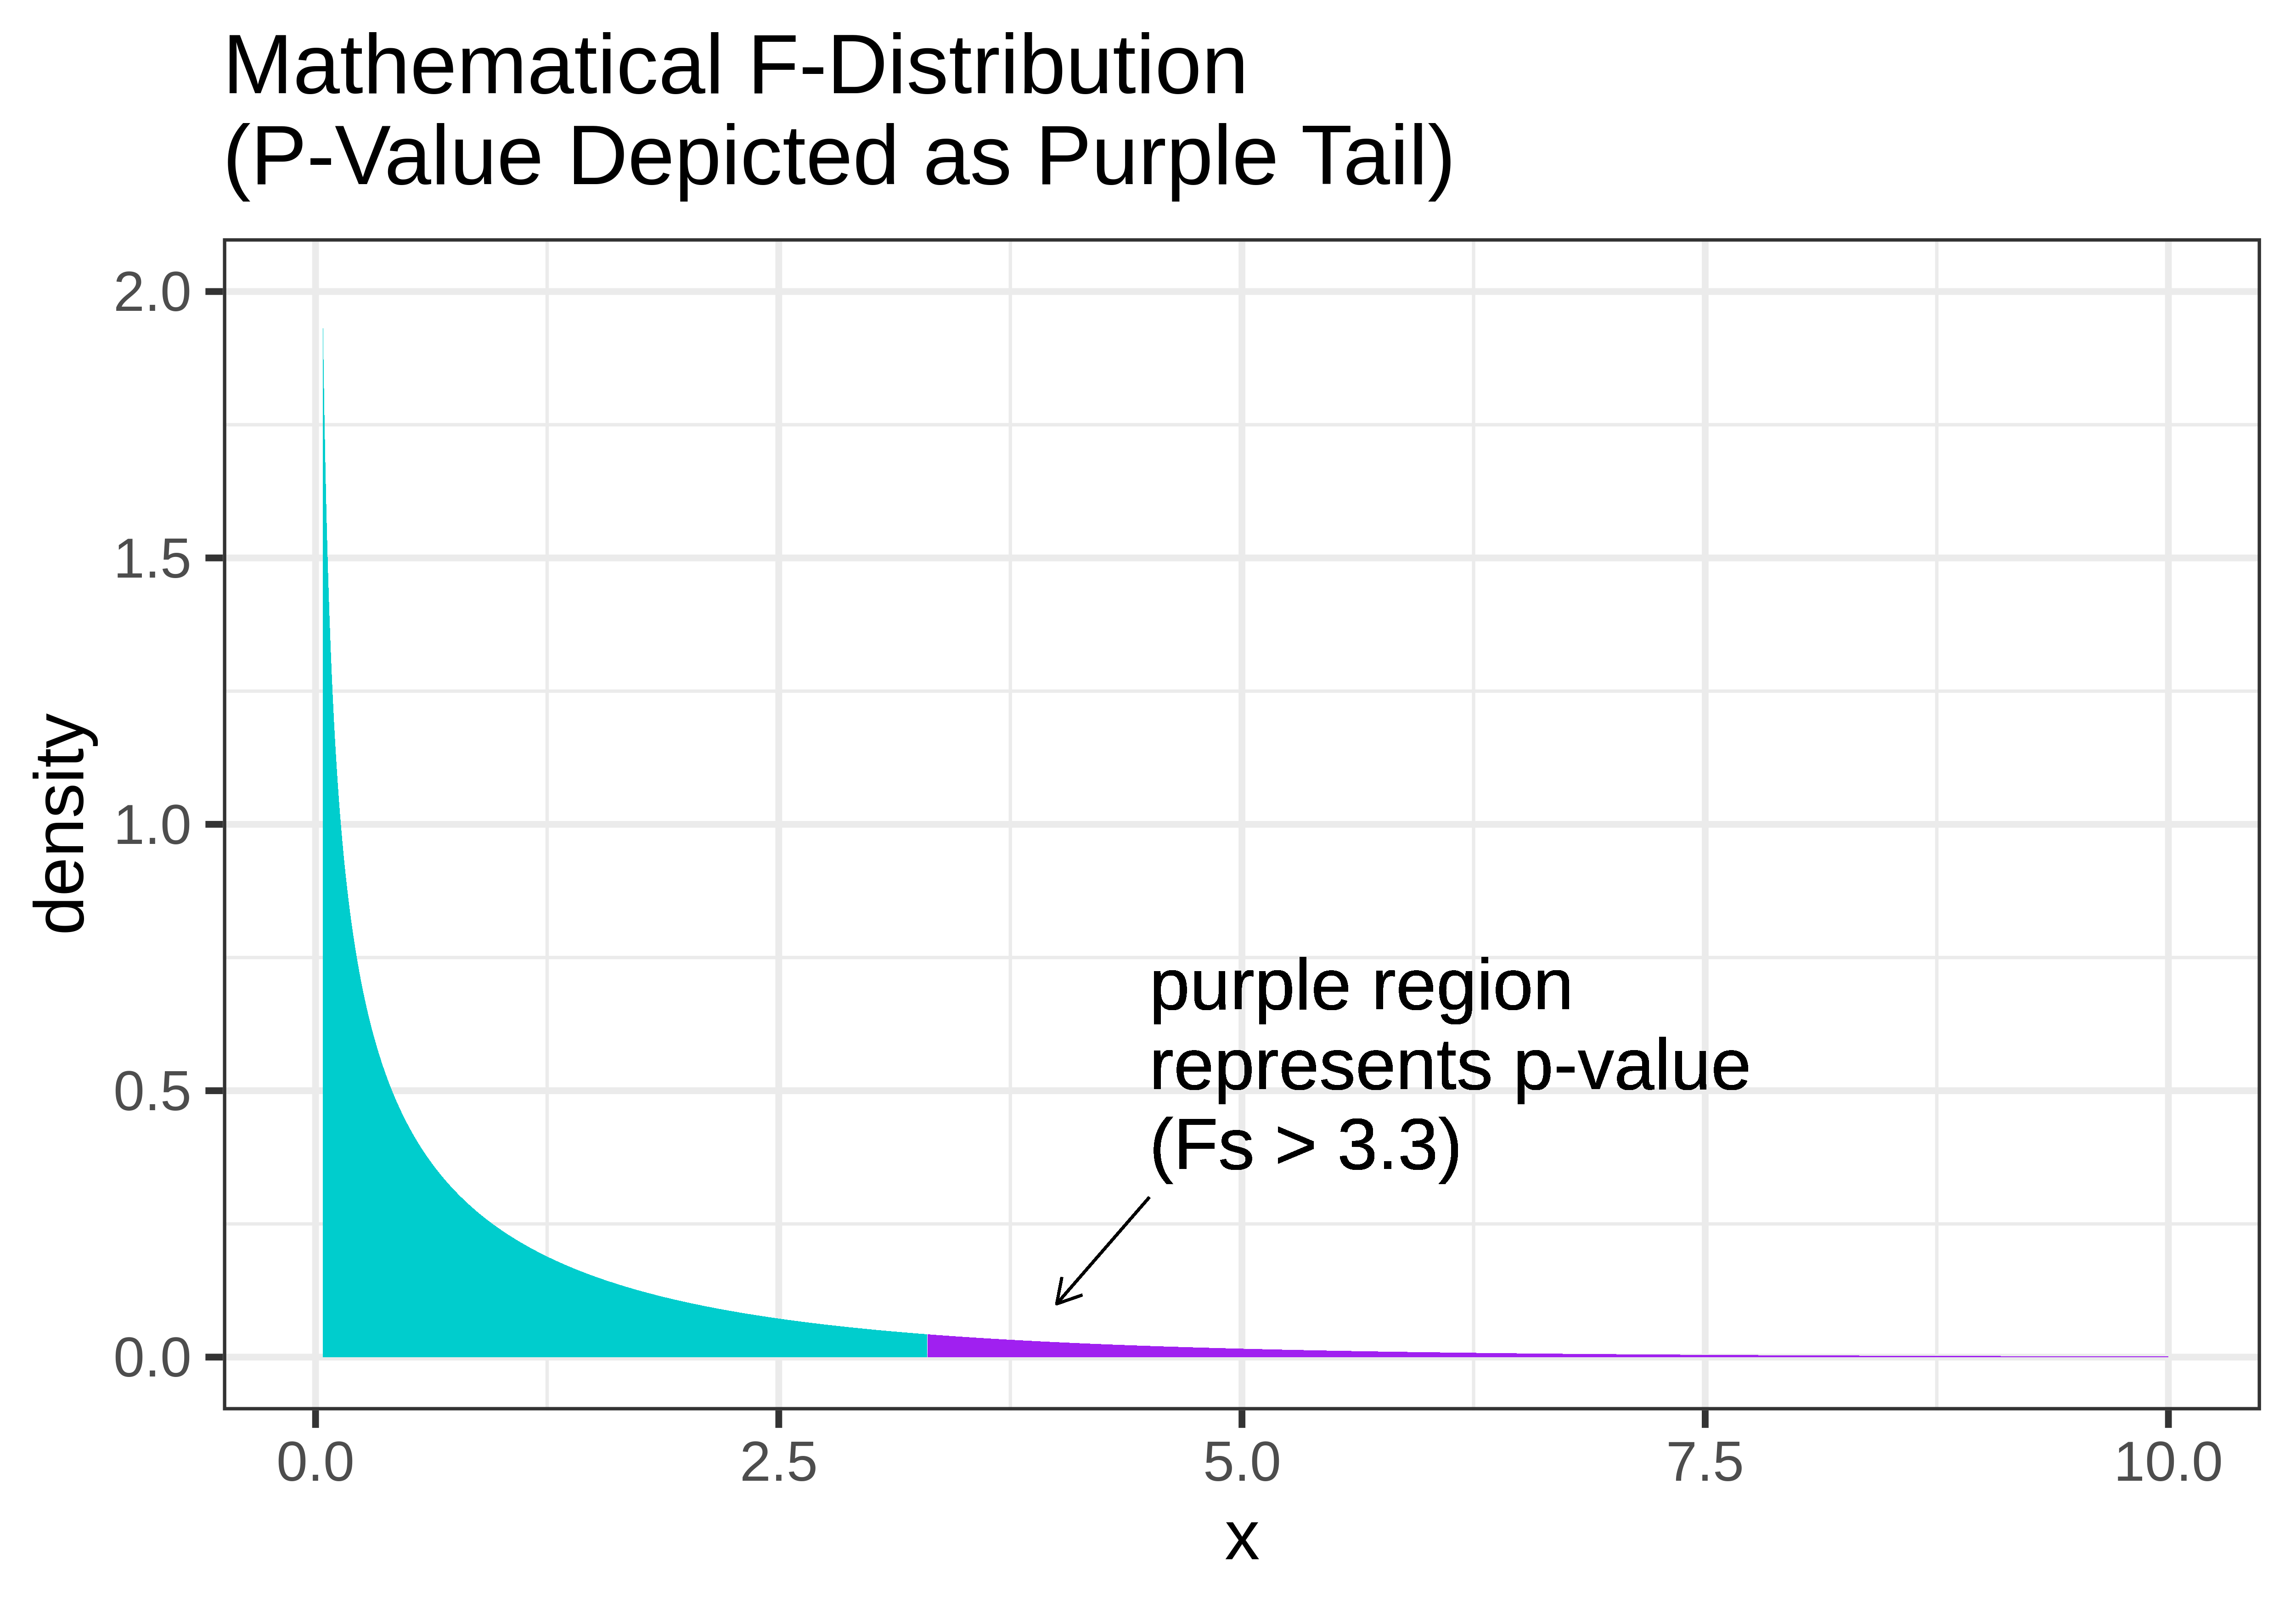 Mathematical F-Distribution
(P-Value Depicted as Purple Tail)
2.0
1.5
1.0
0.5
0.0
density
purple region
represents p-value
(Fs > 3.3)
0.0
2.5
5.0
7.5
10.0
x